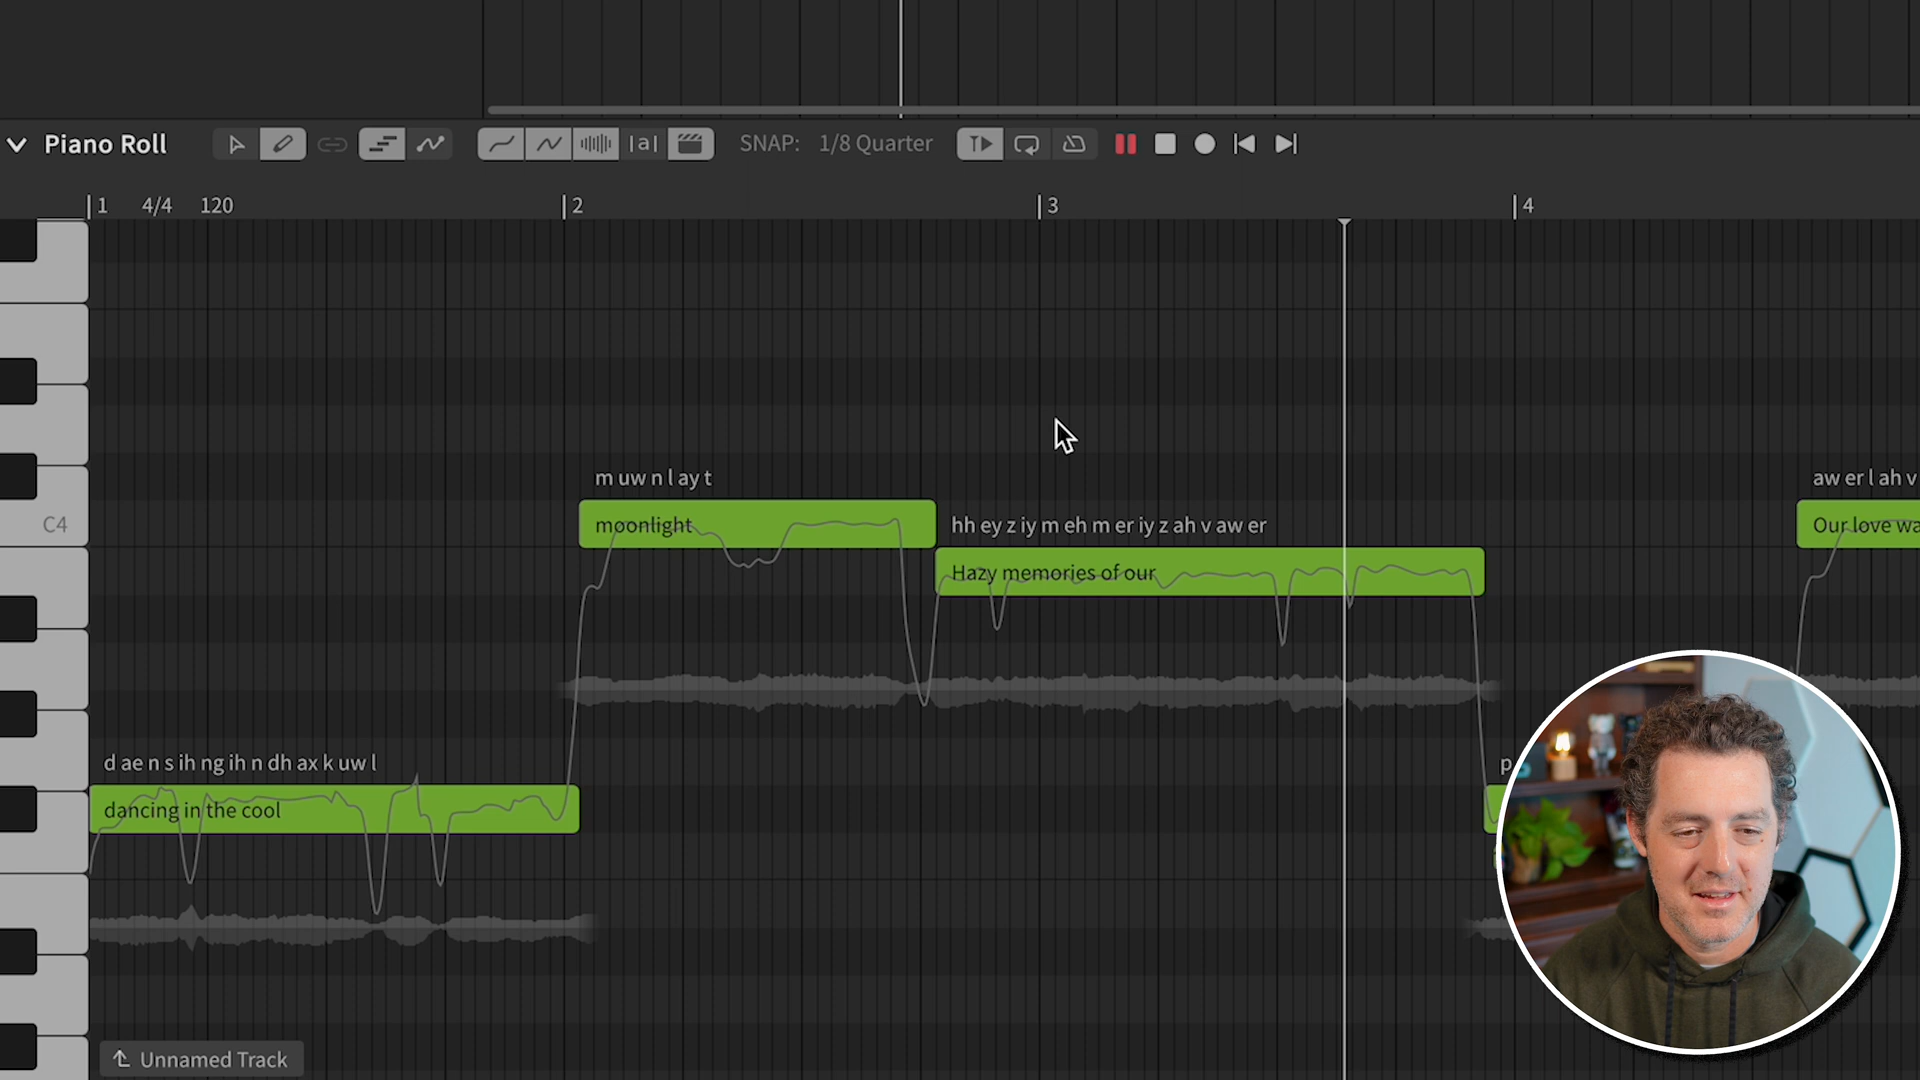 Piano Roll
|a|
SNAP: 1/8 Quarter
1 4/4 120 2 3 4
m uw n l ay t
aw er l ah v
C4
moonlight
hh ey z iy m eh m er iy z ah v aw er
Our love wa
Hazy memories of our
d ae n s ih ng ih n dh ax k uw l
p
dancing in the cool
Unnamed Track